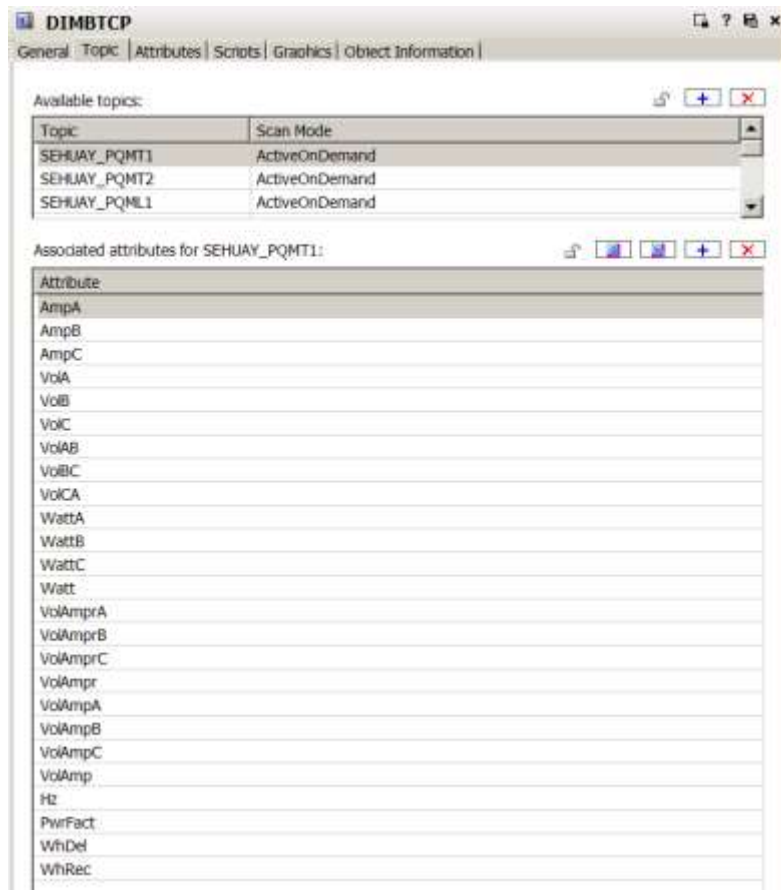 DIMBTCP
General Topic Attributes Scripts Graphics Object Information
Available topics:
Topic Scan Mode
SEHUAY_PQMT1 ActiveOnDemand
SEHUAY_PQMT2 ActiveOnDemand
SEHUAY_PQML1 ActiveOnDemand
Associated attributes for SEHUAY_PQMT1:
Attribute
AmpA
AmpB
AmpC
VolA
VolB
VolC
VolAB
VolBC
VolCA
WattA
WattB
WattC
Watt
VolAmprA
VolAmprB
VolAmprC
VolAmpr
VolAmpA
VolAmpB
VolAmpC
VolAmp
Hz
PwrFact
WhDel
WhRec